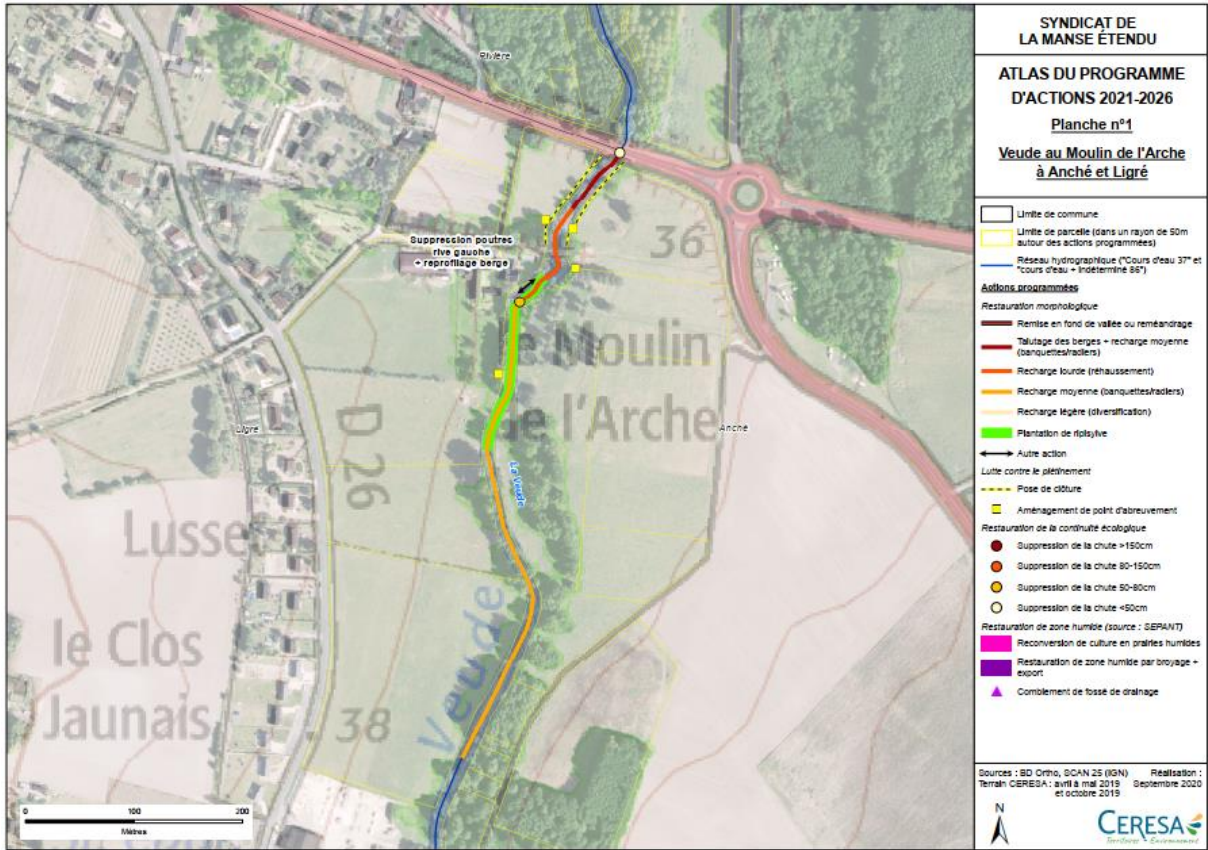 Rivière
Suppression poutres
rive gauche
+ reprofilage berge
36
le Moulin
de l'Arche
Ligré
Anché
D 26
La Veude
Veude
le Clos
Jaunais
38
0 100 200
Mètres
SYNDICAT DE
LA MANSE ÉTENDU
ATLAS DU PROGRAMME
D'ACTIONS 2021-2026
Planche n°1
Veude au Moulin de l'Arche
à Anché et Ligré
Limite de commune
Limite de parcelle (dans un rayon de 50m
autour des actions programmées)
Réseau hydrographique ("Cours d'eau 37" et
"cours d'eau + indéterminé 86")
Actions programmées
Restauration morphologique
Remise en fond de vallée ou reméandrage
Talutage des berges + recharge moyenne
(banquettes/radiers)
Recharge lourde (réhaussement)
Recharge moyenne (banquettes/radiers)
Recharge légère (diversification)
Plantation de ripisylve
Autre action
Lutte contre le piétinement
Pose de clôture
Aménagement de point d'abreuvement
Restauration de la continuité écologique
Suppression de la chute >150cm
Suppression de la chute 80-150cm
Suppression de la chute 50-80cm
Suppression de la chute <50cm
Restauration de zone humide (source : SEPANT)
Reconversion de culture en prairies humides
Restauration de zone humide par broyage +
export
Comblement de fossé de drainage
Sources : BD Ortho, SCAN 25 (IGN) Réalisation :
Terrain CERESA : avril à mai 2019 Septembre 2020
et octobre 2019
N
CERESA
Territoires - Environnement